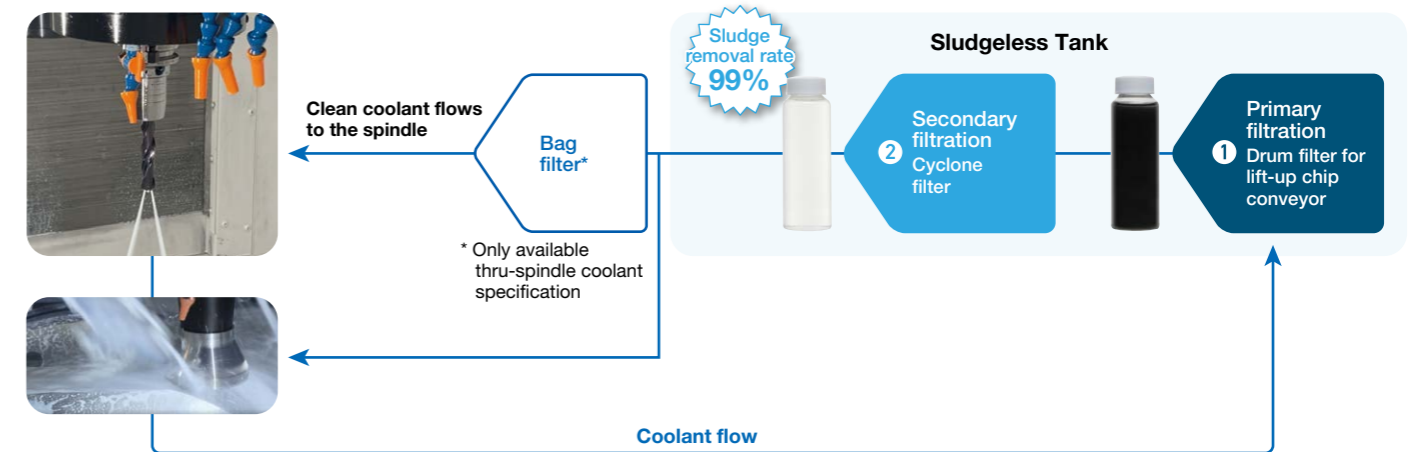 Sludge
removal rate
99%
Sludgeless Tank
Clean coolant flows
to the spindle
Bag
filter*
* Only available
thru-spindle coolant
specification
2
Secondary
filtration
Cyclone
filter
1
Primary
filtration
Drum filter for
lift-up chip
conveyor
Coolant flow